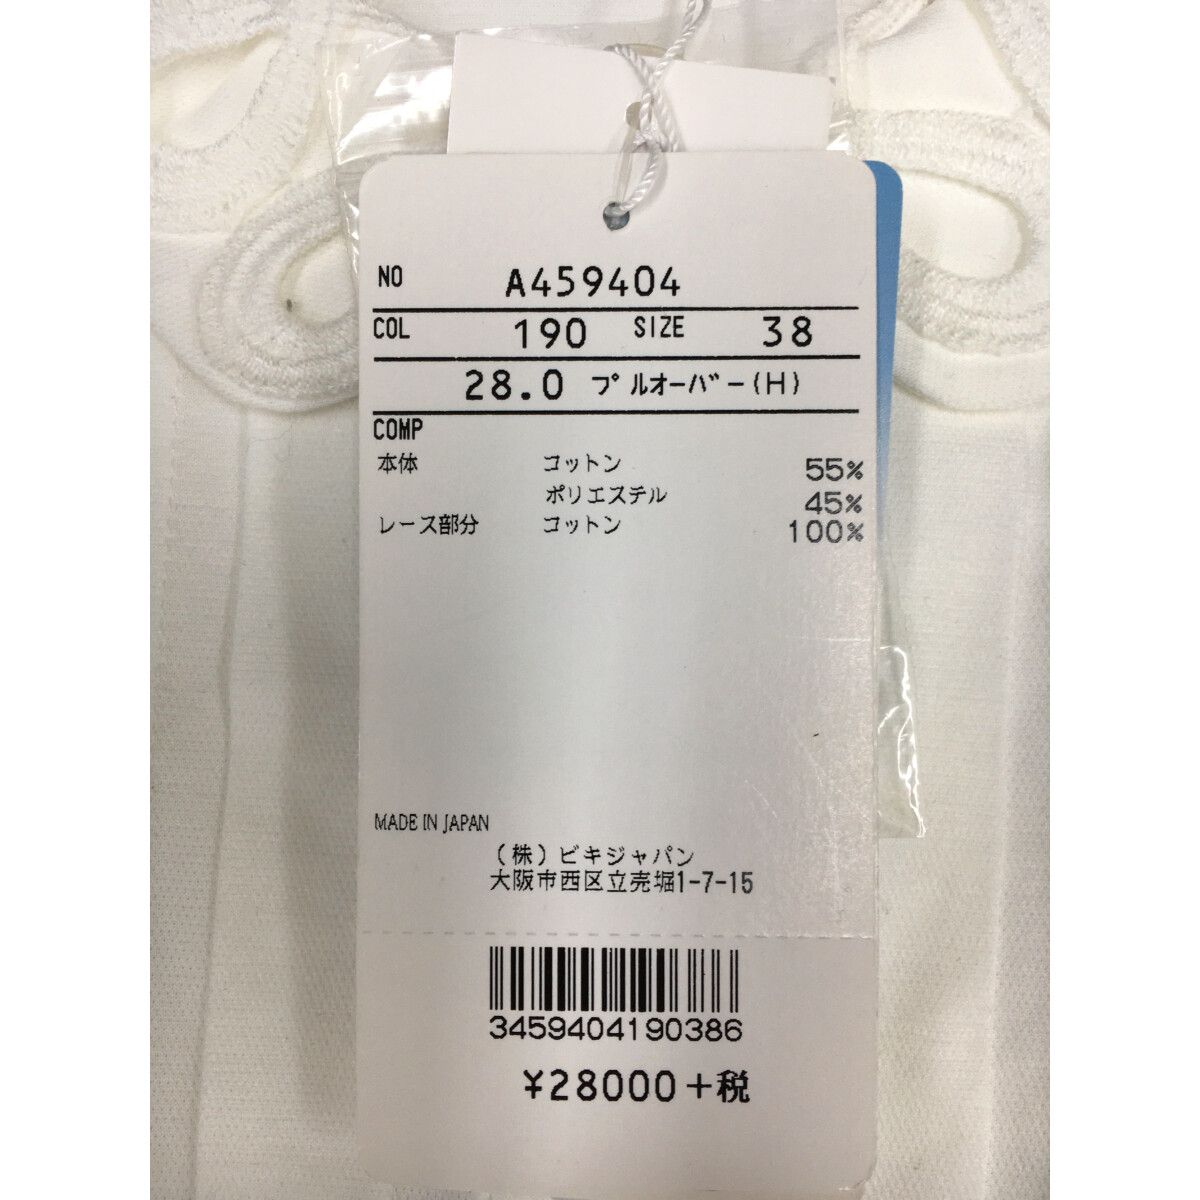 NO A459404
COL 190 SIZE 38
28.0 プルオーバー(H)
COMP
本体 コットン 55%
ポリエステル 45%
レース部分 コットン 100%
MADE IN JAPAN
(株)ビキジャパン
大阪市西区立売堀1-7-15
3459404190386
¥28000+税